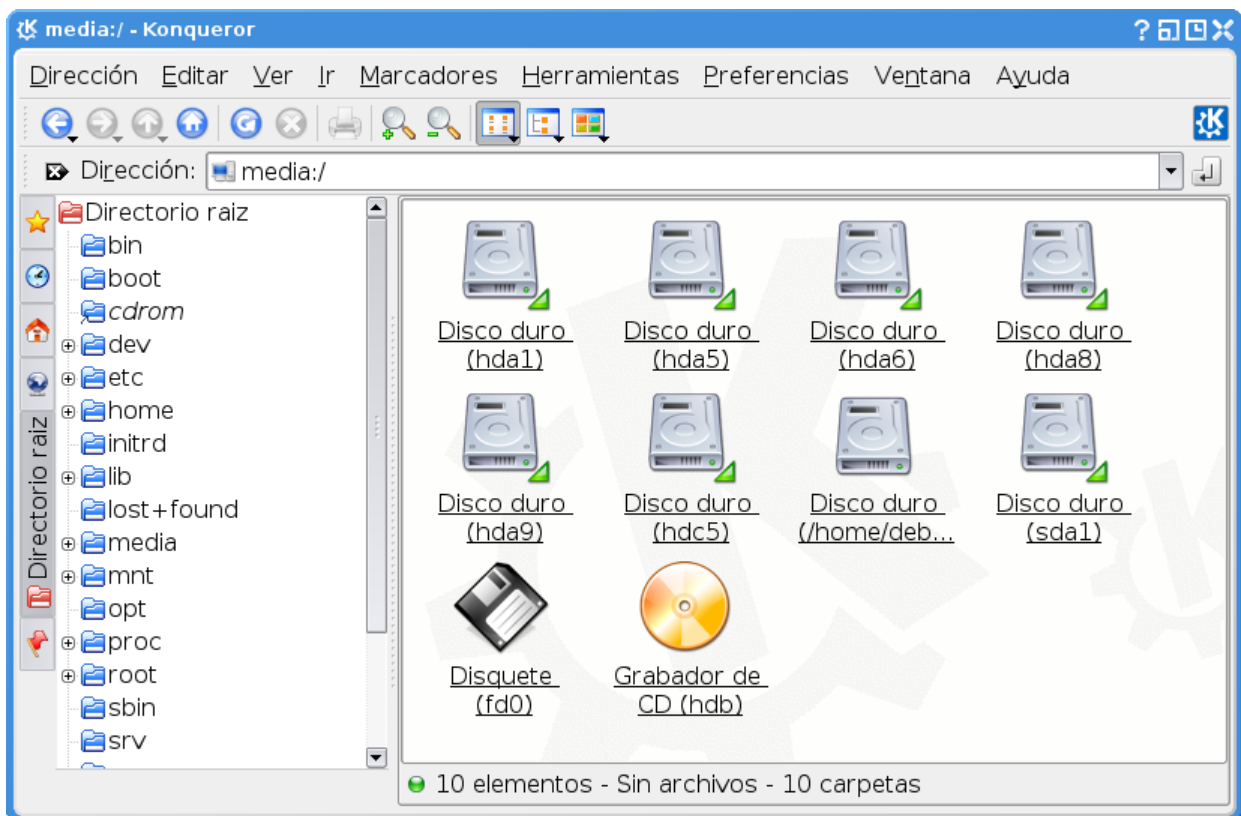 media:/ - Konqueror
Dirección Editar Ver Ir Marcadores Herramientas Preferencias Ventana Ayuda
Dirección: media:/
Directorio raiz
Directorio raiz
bin
boot
cdrom
dev
etc
home
initrd
lib
lost+found
media
mnt
opt
proc
root
sbin
srv
Disco duro
(hda1)
Disco duro
(hda5)
Disco duro
(hda6)
Disco duro
(hda8)
Disco duro
(hda9)
Disco duro
(hdc5)
Disco duro
(/home/deb...
Disco duro
(sda1)
Disquete
(fd0)
Grabador de
CD (hdb)
10 elementos - Sin archivos - 10 carpetas